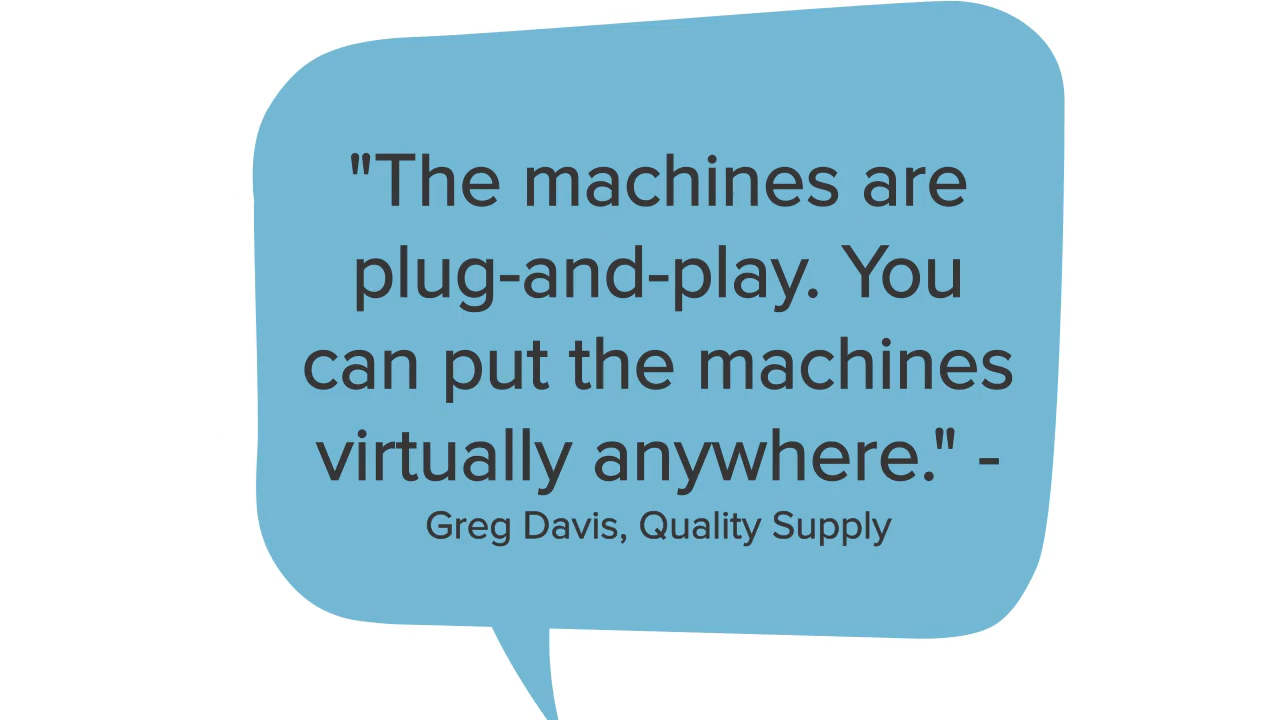 "The machines are
plug-and-play. You
can put the machines
virtually anywhere." -
Greg Davis, Quality Supply